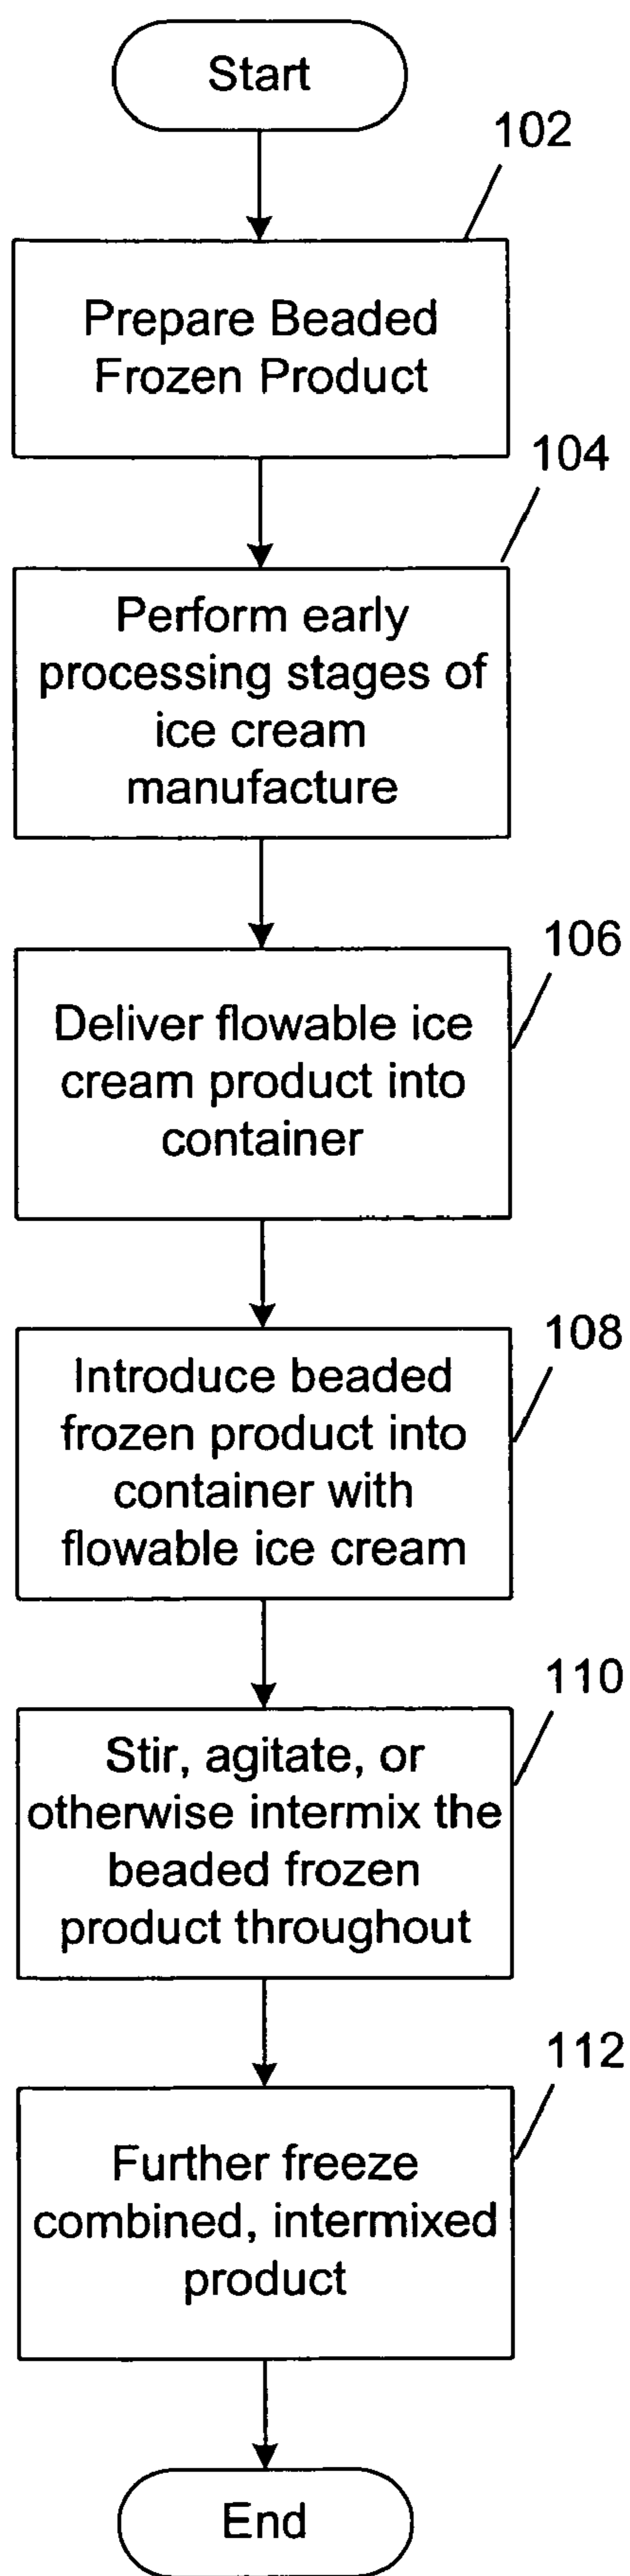 Start
102
Prepare Beaded
Frozen Product
104
Perform early
processing stages of
ice cream
manufacture
106
Deliver flowable ice
cream product into
container
108
Introduce beaded
frozen product into
container with
flowable ice cream
110
Stir, agitate, or
otherwise intermix the
beaded frozen
product throughout
112
Further freeze
combined, intermixed
product
End